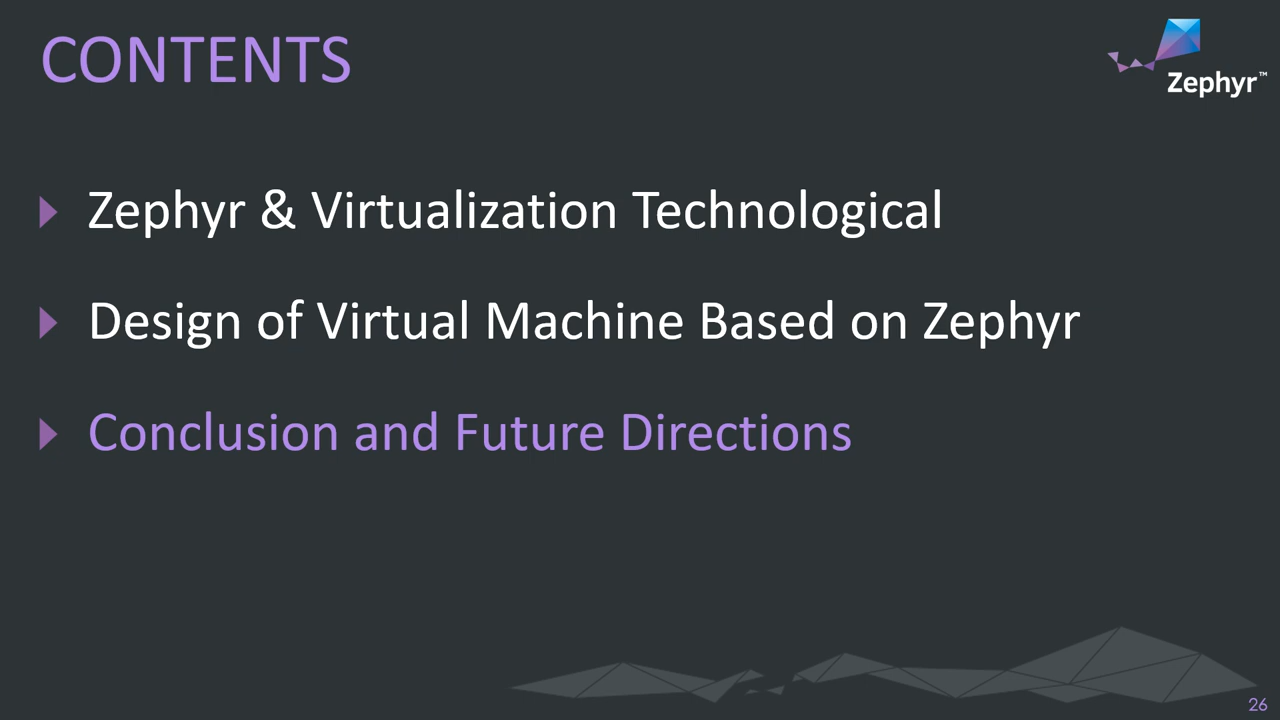 CONTENTS
Zephyr™
Zephyr & Virtualization Technological
Design of Virtual Machine Based on Zephyr
Conclusion and Future Directions
26